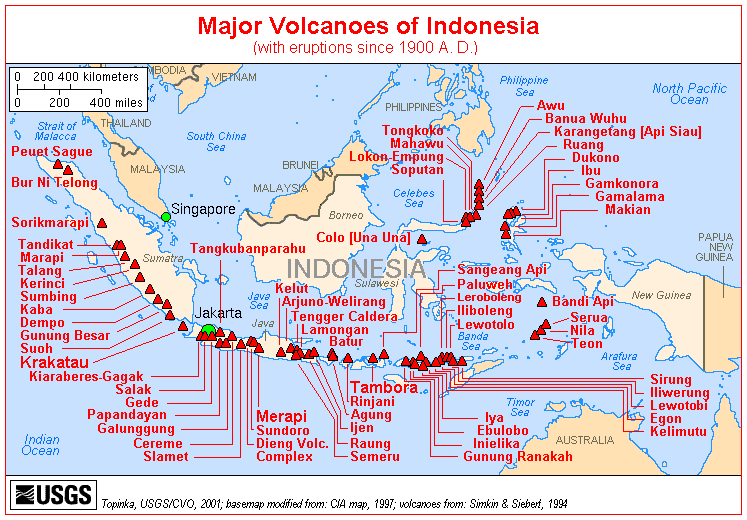 Major Volcanoes of Indonesia
(with eruptions since 1900 A. D.)
0 200 400 kilometers
0 200 400 miles
CAMBODIA
VIETNAM
THAILAND
Strait of
Malacca
South China
Sea
MALAYSIA
BRUNEI
MALAYSIA
PHILIPPINES
Philippine
Sea
North Pacific
Ocean
Peuet Sague
Bur Ni Telong
Sorikmarapi
Tandikat
Marapi
Talang
Kerinci
Sumbing
Kaba
Dempo
Gunung Besar
Suoh
Krakatau
Kiaraberes-Gagak
Salak
Gede
Papandayan
Galunggung
Cereme
Slamet
Singapore
Sumatra
Tangkubanparahu
Jakarta
Java
Sea
Java
Borneo
INDONESIA
Celebes
Sea
Sulawesi
Tongkoko
Mahawu
Lokon-Empung
Soputan
Colo [Una Una]
Awu
Banua Wuhu
Karangetang [Api Siau]
Ruang
Dukono
Ibu
Gamkonora
Gamalama
Makian
PAPUA
NEW
GUINEA
New Guinea
Kelut
Arjuno-Welirang
Tengger Caldera
Lamongan
Batur
Sangeang Api
Paluweh
Leroboleng
Iliboleng
Lewotolo
Banda
Sea
Bandi Api
Serua
Nila
Teon
Arafura
Sea
Merapi
Sundoro
Dieng Volc.
Complex
Tambora
Rinjani
Agung
Ijen
Raung
Semeru
Iya
Ebulobo
Inielika
Gunung Ranakah
Sirung
Iliwerung
Lewotobi
Egon
Kelimutu
Timor
Sea
AUSTRALIA
Indian
Ocean
USGS
Topinka, USGS/CVO, 2001; basemap modified from: CIA map, 1997; volcanoes from: Simkin & Siebert, 1994